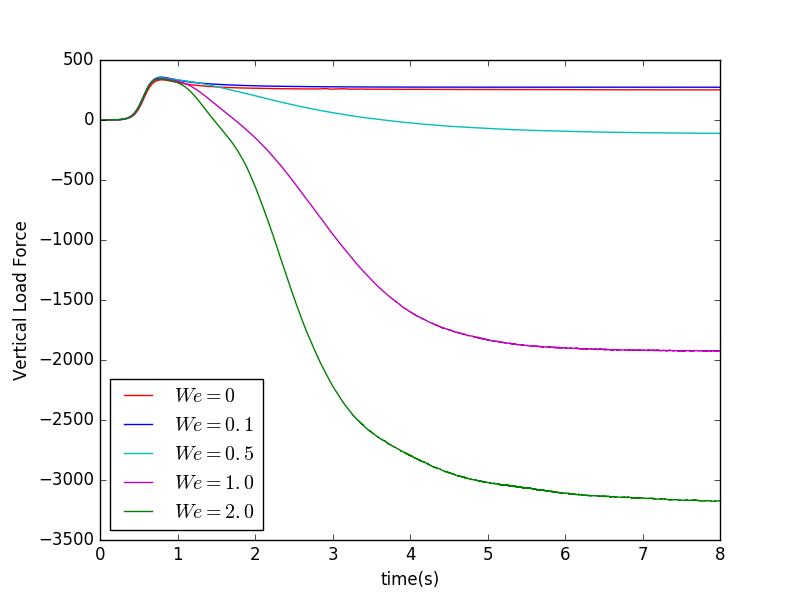 500
0
−500
−1000
−1500
−2000
−2500
−3000
−3500
Vertical Load Force
We = 0
We = 0.1
We = 0.5
We = 1.0
We = 2.0
0 1 2 3 4 5 6 7 8
time(s)